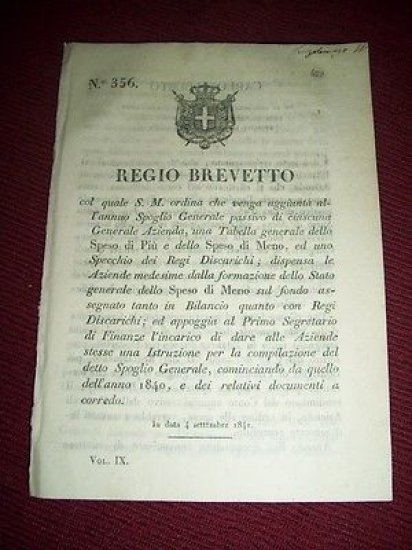 N.° 356.
REGIO BREVETTO
col quale S. M. ordina che venga aggiunta al-
l'annuo Spoglio Generale passivo di ciascuna
Generale Azienda, una Tabella generale dello
Speso di Più e dello Speso di Meno, ed uno
Specchio dei Regi Discarichi; dispensa le
Aziende medesime dalla formazione dello Stato
generale dello Speso di Meno sul fondo as-
segnato tanto in Bilancio quanto con Regi
Discarichi; ed appoggia al Primo Segretario
di Finanze l'incarico di dare alle Aziende
stesse una Istruzione per la compilazione del
detto Spoglio Generale, cominciando da quello
dell'anno 1840, e dei relativi documenti a
corredo.
In data 4 settembre 1841.
VOL. IX.